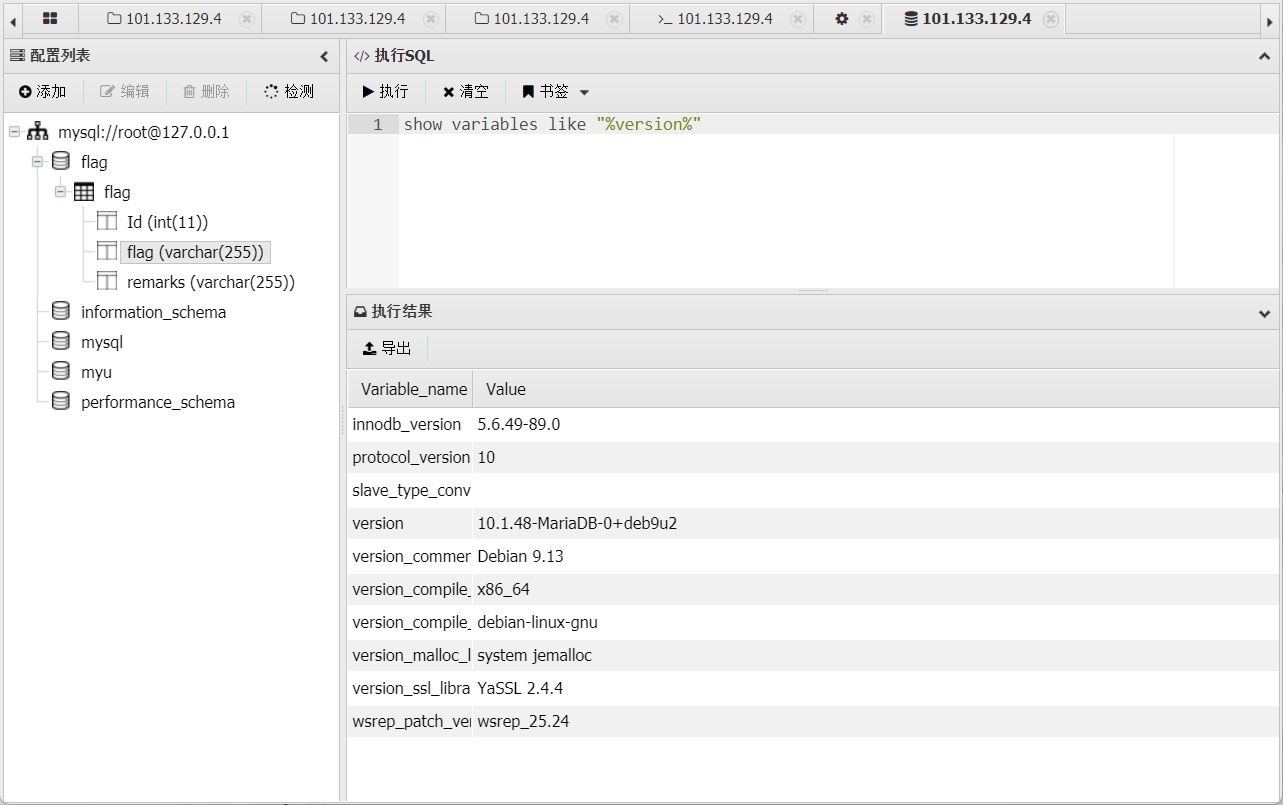 101.133.129.4 101.133.129.4 101.133.129.4 >_ 101.133.129.4 101.133.129.4
配置列表
添加 编辑 删除 检测
mysql://root@127.0.0.1
flag
flag
Id (int(11))
flag (varchar(255))
remarks (varchar(255))
information_schema
mysql
myu
performance_schema
</> 执行SQL
执行 清空 书签
1 show variables like "%version%"
执行结果
导出
Variable_name Value
innodb_version 5.6.49-89.0
protocol_version 10
slave_type_conv
version 10.1.48-MariaDB-0+deb9u2
version_commer Debian 9.13
version_compile_ x86_64
version_compile_ debian-linux-gnu
version_malloc_l system jemalloc
version_ssl_libra YaSSL 2.4.4
wsrep_patch_ver wsrep_25.24